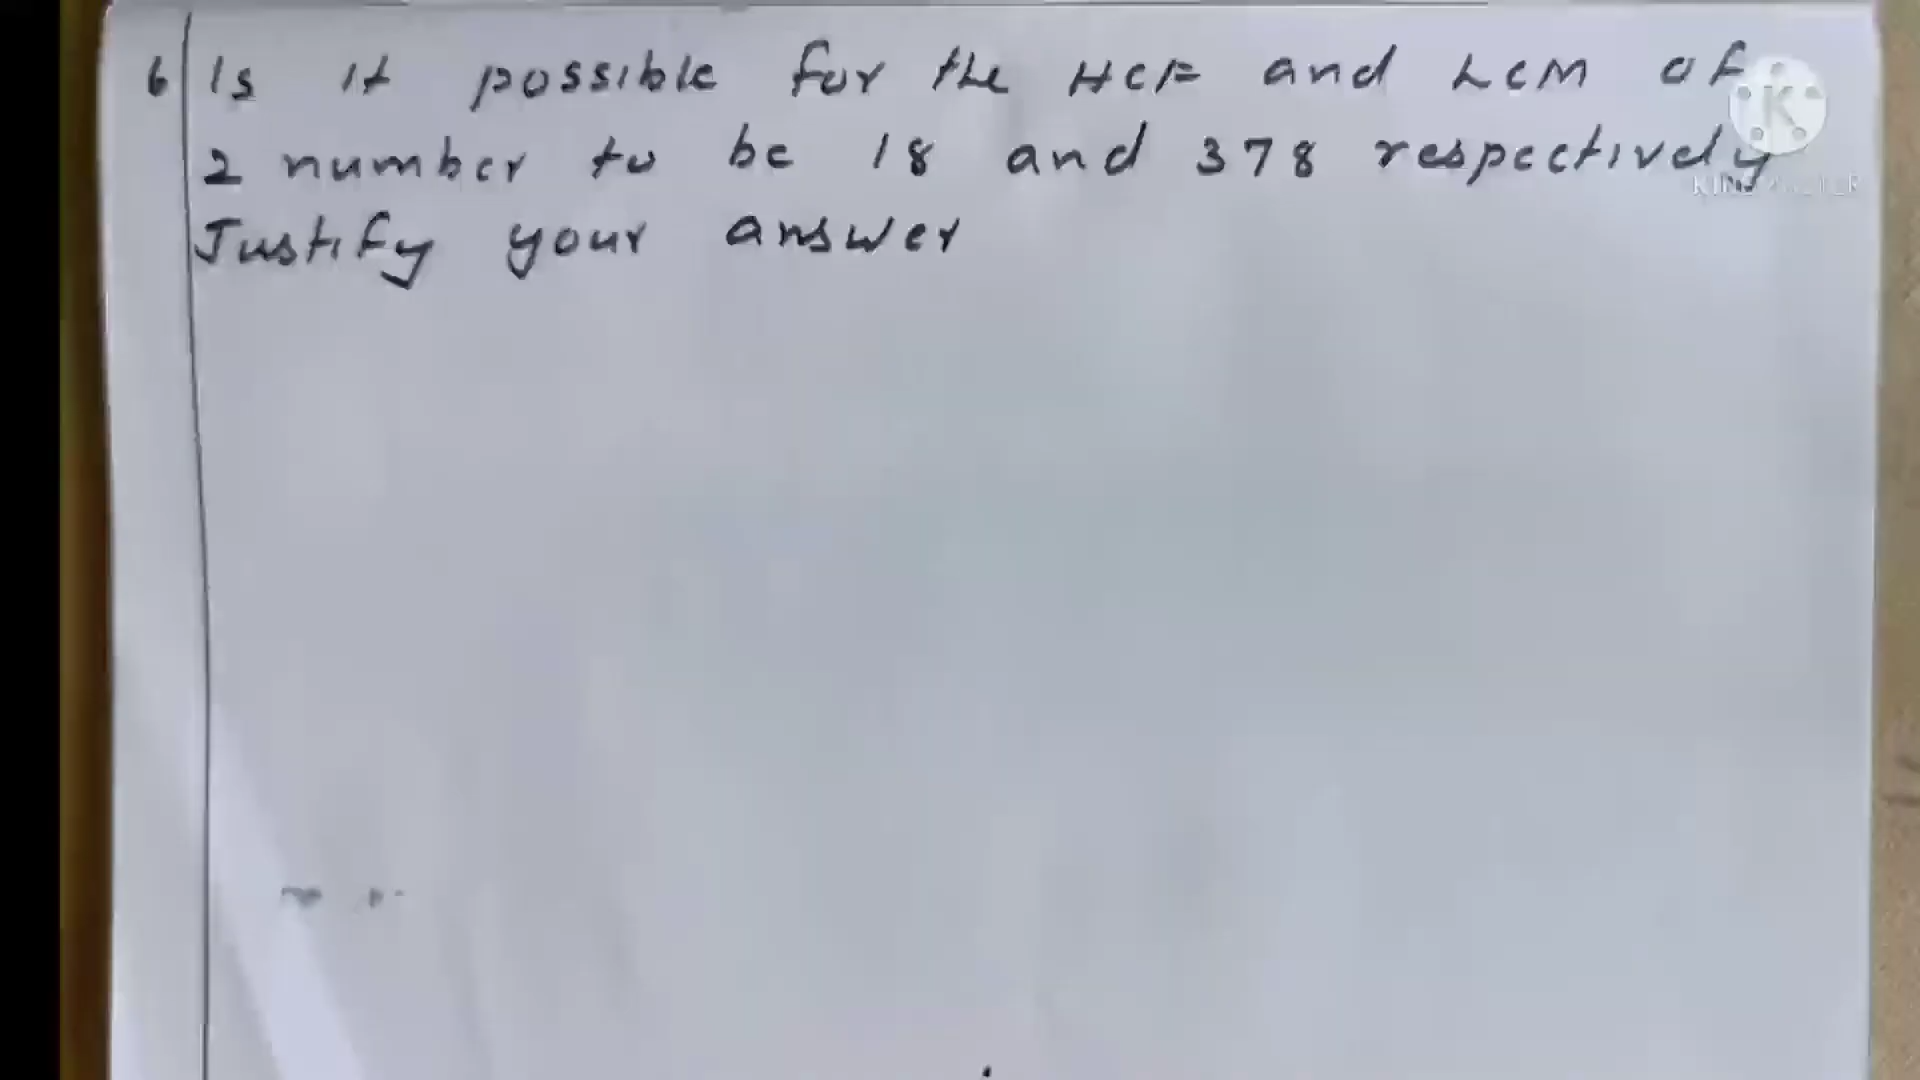 6 Is it possible for the HCF and LCM of
2 number to be 18 and 378 respectively
Justify your answer